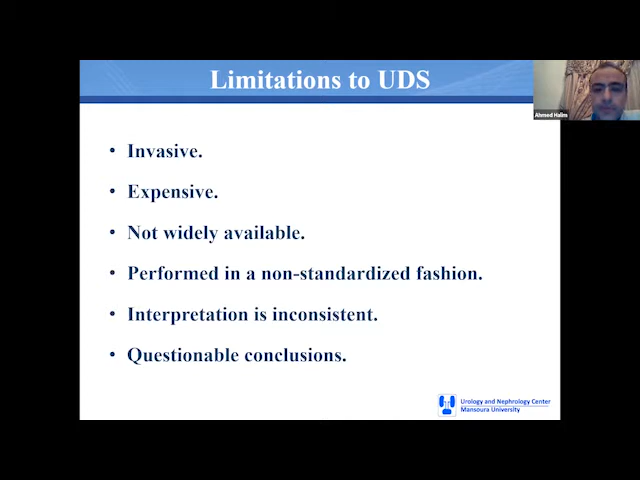 Limitations to UDS
Ahmed Halim
• Invasive.
• Expensive.
• Not widely available.
• Performed in a non-standardized fashion.
• Interpretation is inconsistent.
• Questionable conclusions.
Urology and Nephrology Center
Mansoura University